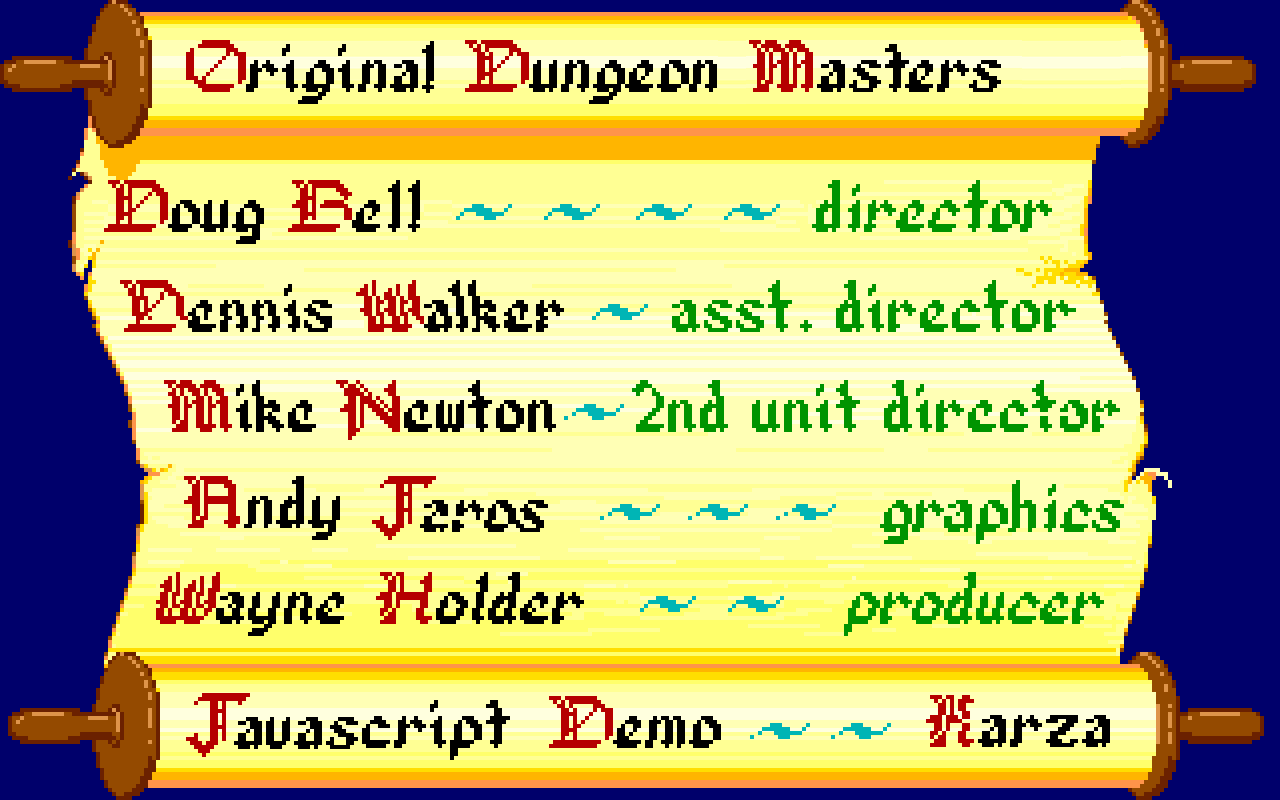 Original Dungeon Masters
Doug Bell ~ ~ ~ ~ director
Dennis Walker ~ asst. director
Mike Newton ~ 2nd unit director
Andy Jaros ~ ~ ~ graphics
Wayne Holder ~ ~ producer
Javascript Demo ~ ~ Karza